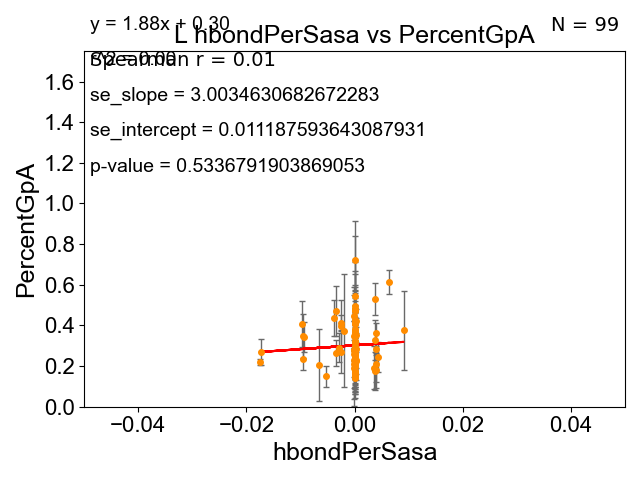 y = 1.88x + 0.30
N = 99
L hbondPerSasa vs PercentGpA
Spearman r = 0.01
r^2 = 0.00
se_slope = 3.0034630682672283
se_intercept = 0.011187593643087931
p-value = 0.5336791903869053
PercentGpA
1.6
1.4
1.2
1.0
0.8
0.6
0.4
0.2
0.0
−0.04 −0.02 0.00 0.02 0.04
hbondPerSasa